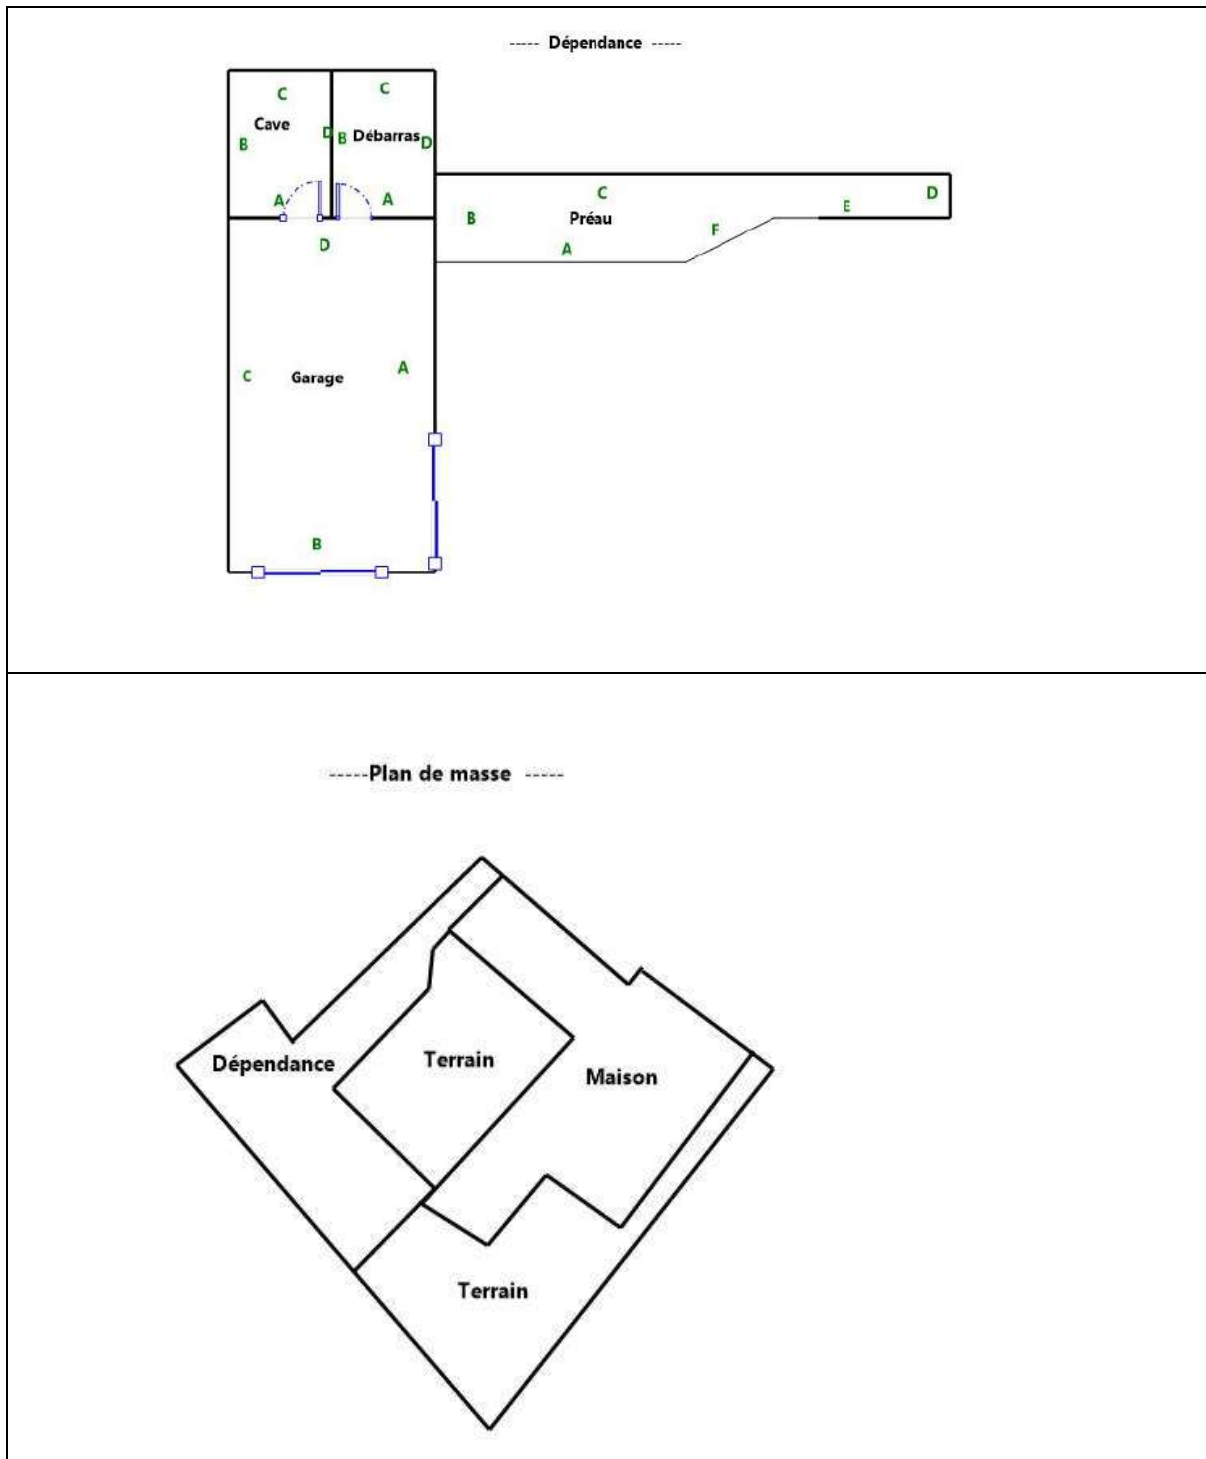 ----- Dépendance -----
C
C
Cave
D
B
Débarras
B
D
A
A
C
D
E
B
Préau
F
D
A
A
C
Garage
B
-----Plan de masse -----
Dépendance
Terrain
Maison
Terrain